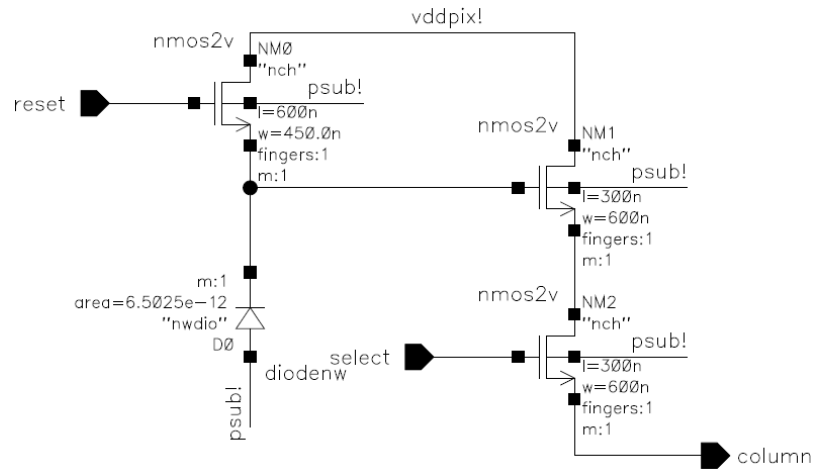 vddpix!
nmos2v
NM0
"nch"
psub!
reset
l=600n
w=450.0n
fingers:1
m:1
nmos2v
NM1
"nch"
psub!
l=300n
w=600n
fingers:1
m:1
m:1
area=6.5025e-12
"nwdio"
D0
diodenw
psub!
nmos2v
NM2
"nch"
psub!
select
l=300n
w=600n
fingers:1
m:1
column